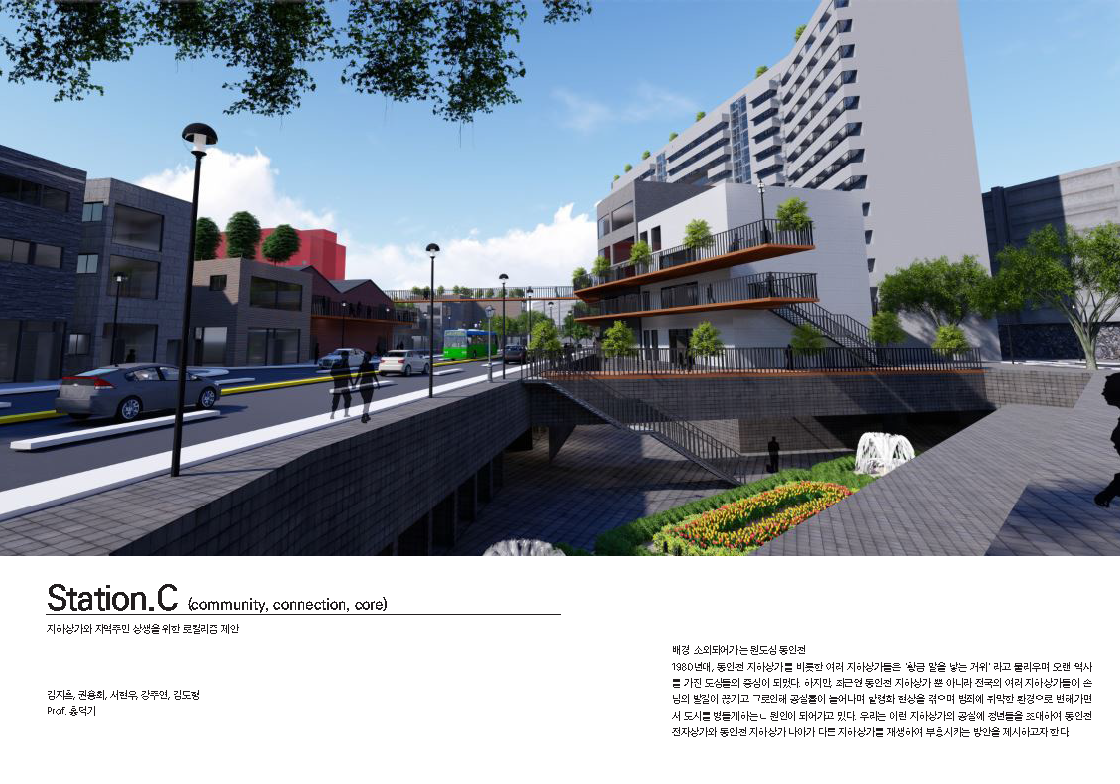 Station.C (community, connection, core)
지하상가와 지역주민 상생을 위한 로컬리즘 제안
김지흔, 권용회, 서현우, 강주연, 김도형
Prof. 홍덕기
배경 소외되어가는 원도심 동인천
1980년대, 동인천 지하상가를 비롯한 여러 지하상가들은 '황금 알을 낳는 거위' 라고 불리우며 오랜 역사
를 가진 도심들의 중심이 되었다. 하지만, 최근엔 동인천 지하상가 뿐 아니라 전국의 여러 지하상가들이 손
님의 발길이 끊기고 그로인해 공실률이 늘어나며 할렘화 현상을 겪으며 범죄에 취약한 환경으로 변해가면
서 도시를 병들게하는 원인이 되어가고 있다. 우리는 이런 지하상가의 공실에 청년들을 초대하여 동인천
전자상가와 동인천 지하상가 나아가 다른 지하상가를 재생하여 부흥시키는 방안을 제시하고자 한다.